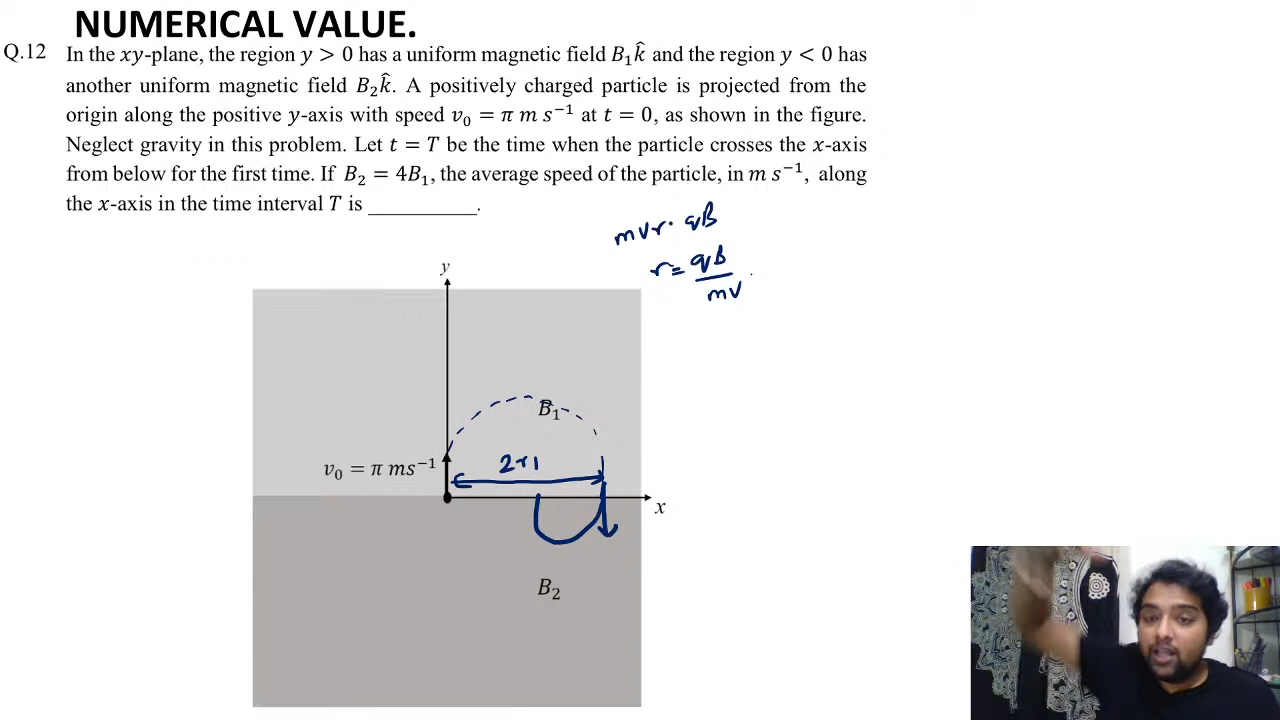 NUMERICAL VALUE.
Q.12 In the xy-plane, the region y > 0 has a uniform magnetic field B₁k̂ and the region y < 0 has
another uniform magnetic field B₂k̂. A positively charged particle is projected from the
origin along the positive y-axis with speed v₀ = π m s⁻¹ at t = 0, as shown in the figure.
Neglect gravity in this problem. Let t = T be the time when the particle crosses the x-axis
from below for the first time. If B₂ = 4B₁, the average speed of the particle, in m s⁻¹, along
the x-axis in the time interval T is __________.
mvr · qB
r = qB
mv
y
B₁
v₀ = π ms⁻¹
2r1
x
B₂